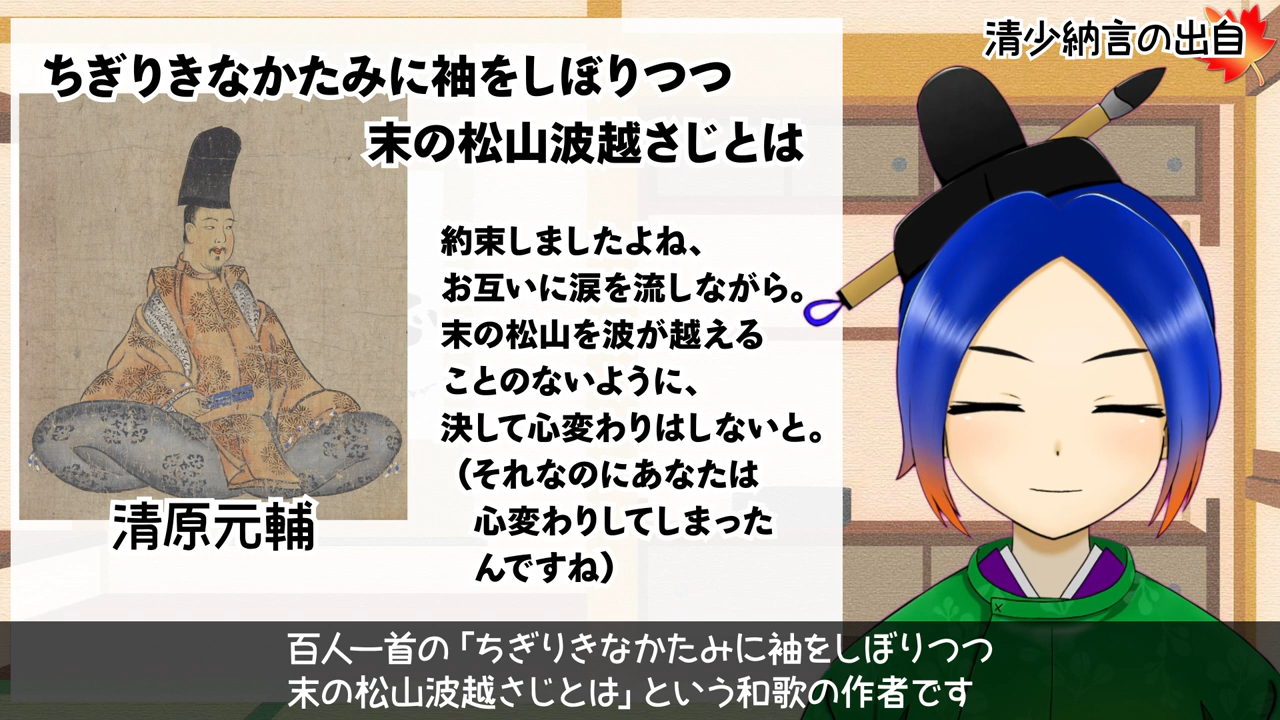 清少納言の出自
ちぎりきなかたみに袖をしぼりつつ
末の松山波越さじとは
約束しましたよね、
お互いに涙を流しながら。
末の松山を波が越える
ことのないように、
決して心変わりはしないと。
（それなのにあなたは
心変わりしてしまった
んですね）
清原元輔
百人一首の「ちぎりきなかたみに袖をしぼりつつ
末の松山波越さじとは」という和歌の作者です